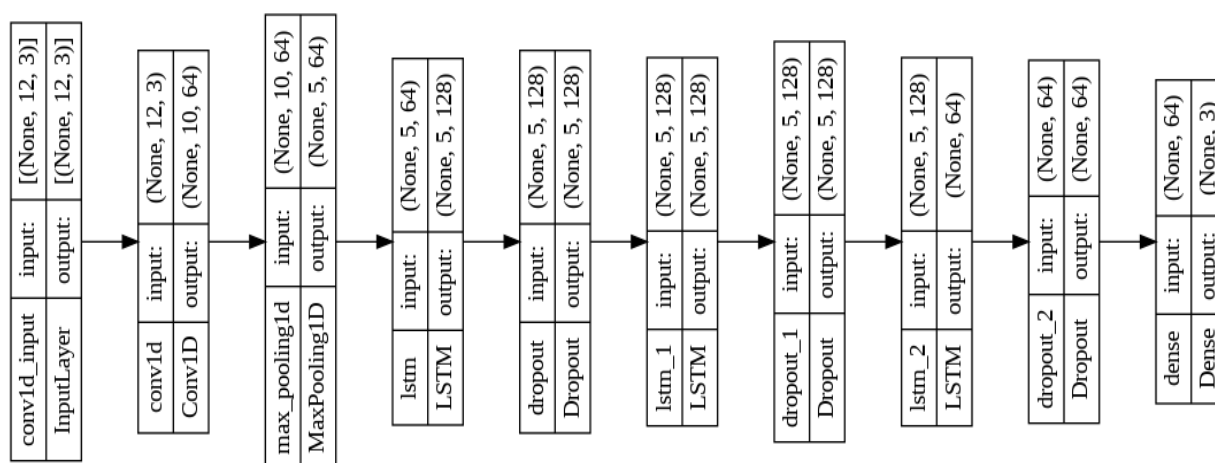 conv1d_input input: [(None, 12, 3)]
InputLayer output: [(None, 12, 3)]
conv1d input: (None, 12, 3)
Conv1D output: (None, 10, 64)
max_pooling1d input: (None, 10, 64)
MaxPooling1D output: (None, 5, 64)
lstm input: (None, 5, 64)
LSTM output: (None, 5, 128)
dropout input: (None, 5, 128)
Dropout output: (None, 5, 128)
lstm_1 input: (None, 5, 128)
LSTM output: (None, 5, 128)
dropout_1 input: (None, 5, 128)
Dropout output: (None, 5, 128)
lstm_2 input: (None, 5, 128)
LSTM output: (None, 64)
dropout_2 input: (None, 64)
Dropout output: (None, 64)
dense input: (None, 64)
Dense output: (None, 3)